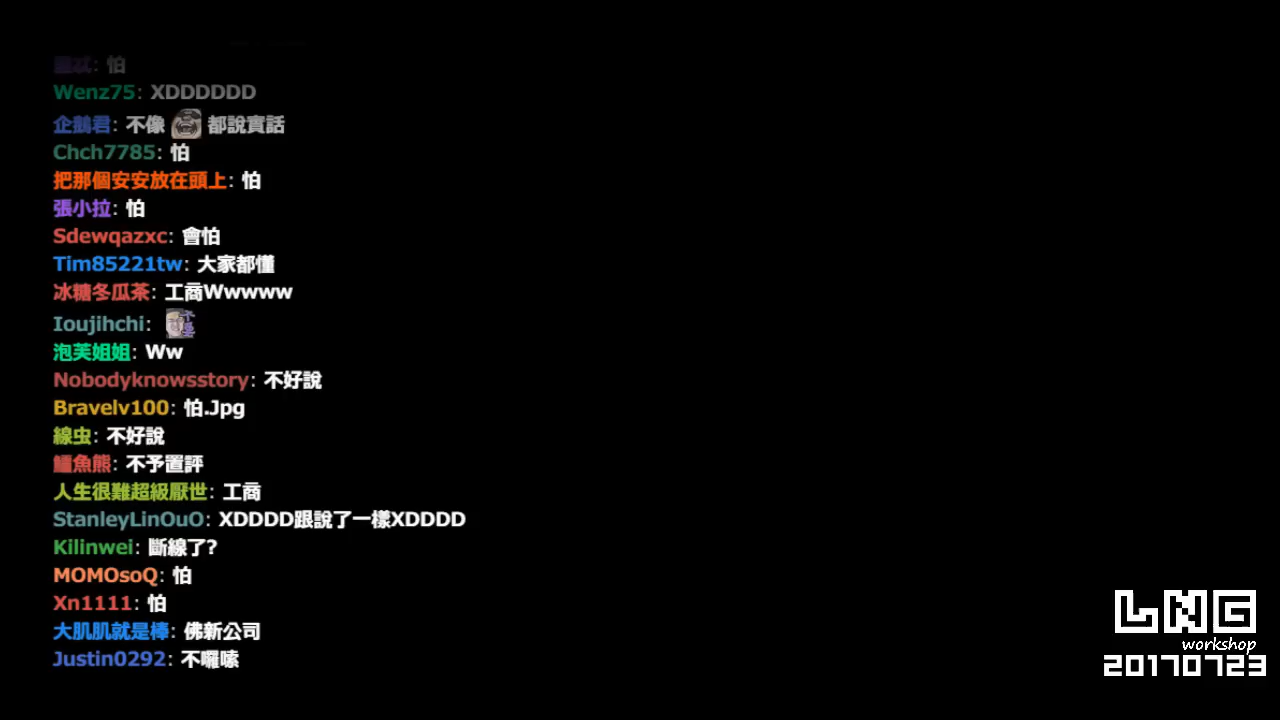 : 怕
Wenz75: XDDDDDD
企鵝君: 不像 都說實話
Chch7785: 怕
把那個安安放在頭上: 怕
張小拉: 怕
Sdewqazxc: 會怕
Tim85221tw: 大家都懂
冰糖冬瓜茶: 工商Wwwww
Ioujihchi:
泡芙姐姐: Ww
Nobodyknowsstory: 不好說
Bravelv100: 怕.Jpg
線虫: 不好說
鱷魚熊: 不予置評
人生很難超級厭世: 工商
StanleyLinOuO: XDDDD跟說了一樣XDDDD
Kilinwei: 斷線了?
MOMOsoQ: 怕
Xn1111: 怕
大肌肌就是棒: 佛新公司
Justin0292: 不囉嗦
LNG
workshop
20170723